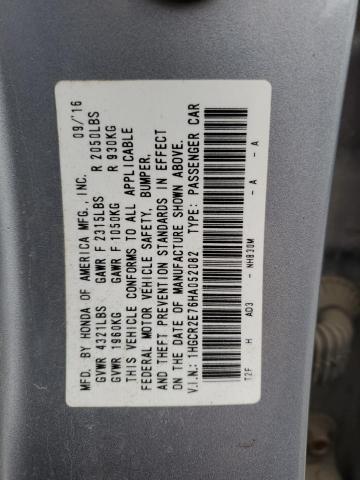 MFD. BY HONDA OF AMERICA MFG.,INC. 09/'16
GVWR 4321LBS GAWR F 2315LBS R 2050LBS
GVWR 1960KG GAWR F 1050KG R 930KG
THIS VEHICLE CONFORMS TO ALL APPLICABLE
FEDERAL MOTOR VEHICLE SAFETY, BUMPER,
AND THEFT PREVENTION STANDARDS IN EFFECT
ON THE DATE OF MANUFACTURE SHOWN ABOVE.
V.I.N.: 1HGCR2E76HA052082 TYPE: PASSENGER CAR
T2F H AD3 - NH830M - A - A